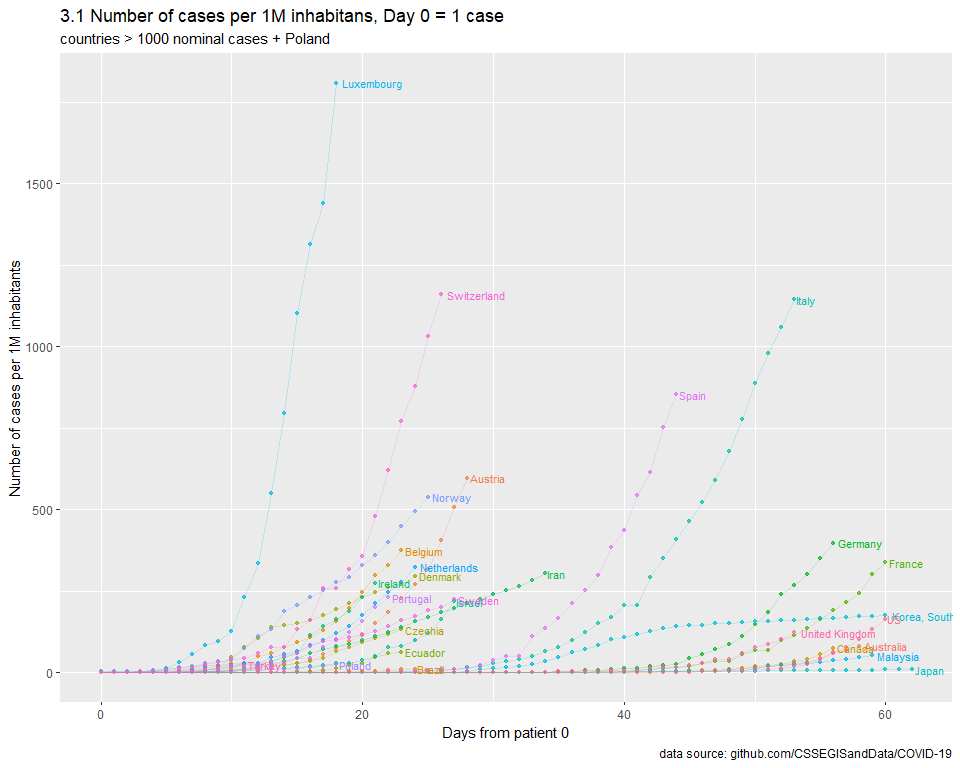 3.1 Number of cases per 1M inhabitans, Day 0 = 1 case
countries > 1000 nominal cases + Poland
Number of cases per 1M inhabitants
1500
1000
500
0
Luxembourg
Switzerland
Italy
Spain
Austria
Norway
Germany
Belgium
France
Netherlands
Denmark
Iran
Ireland
Portugal
Sweden
Israel
Korea, South
US
Czechia
United Kingdom
Australia
Canada
Ecuador
Malaysia
Turkey
Poland
Brazil
Japan
0
20
40
60
Days from patient 0
data source: github.com/CSSEGISandData/COVID-19